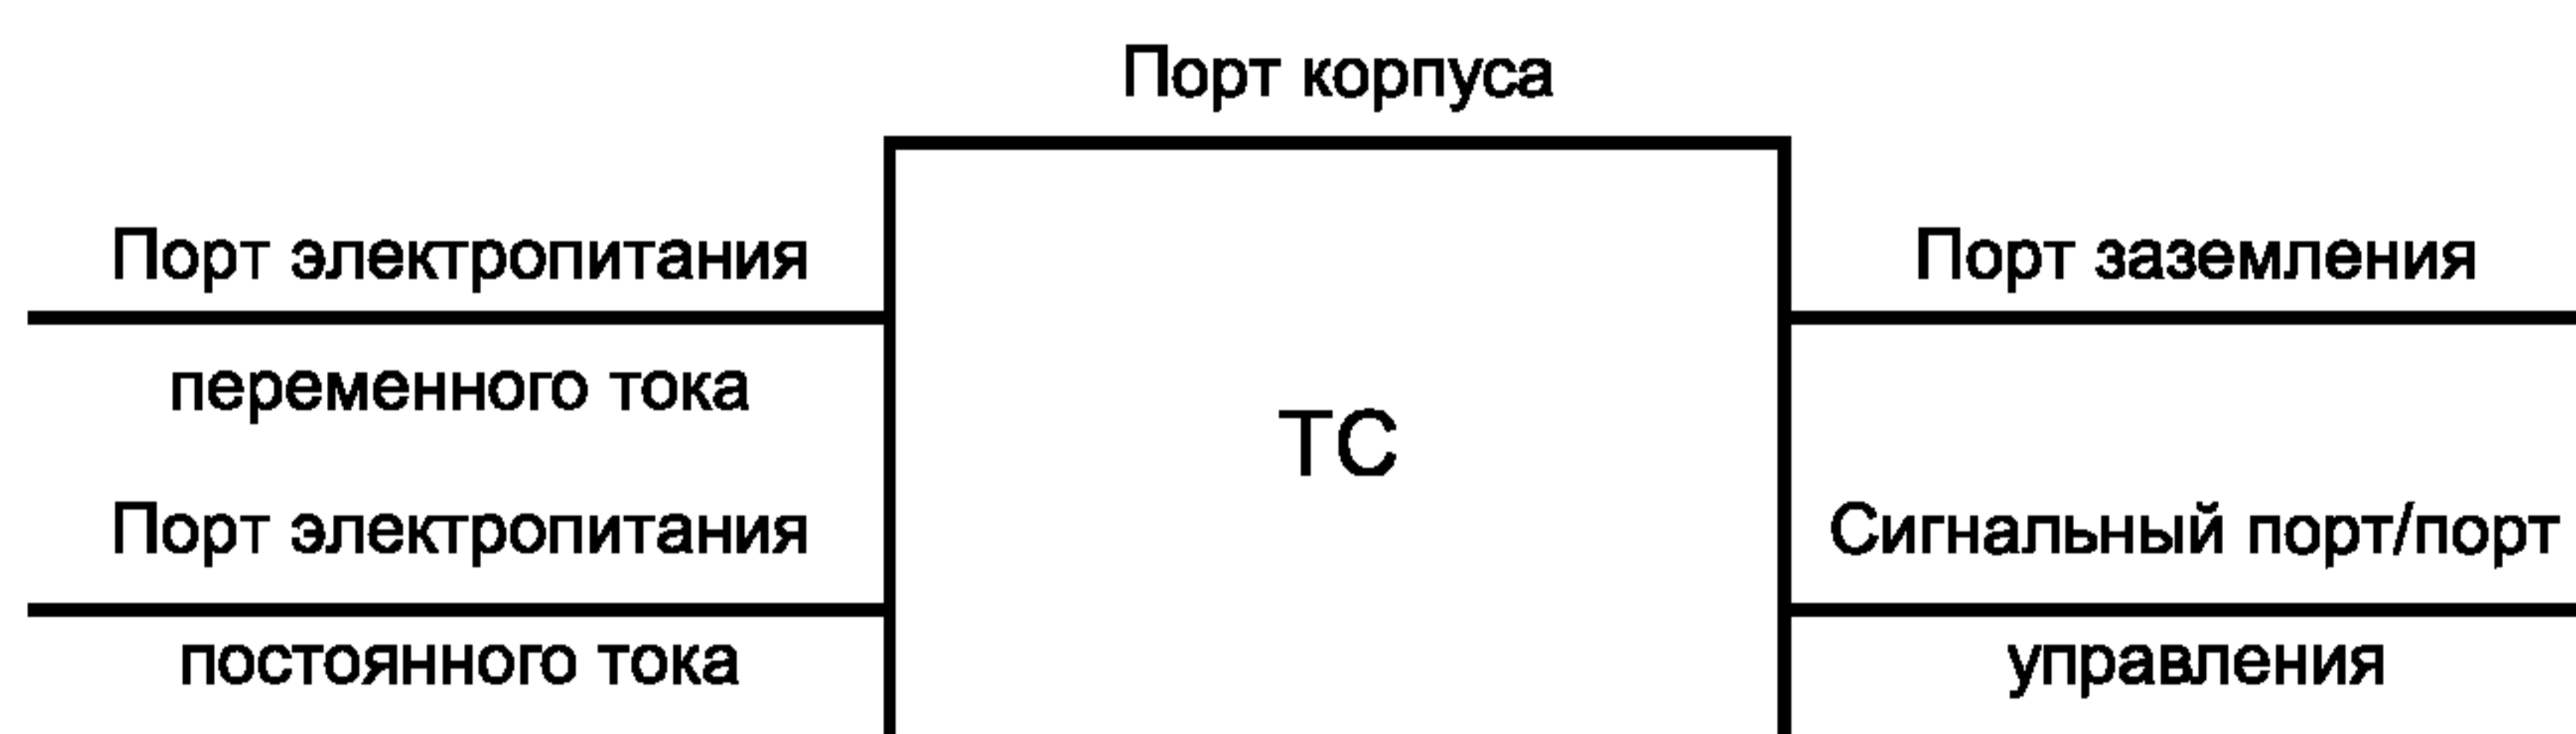 Порт корпуса
Порт электропитания
переменного тока
Порт электропитания
постоянного тока
ТС
Порт заземления
Сигнальный порт/порт
управления